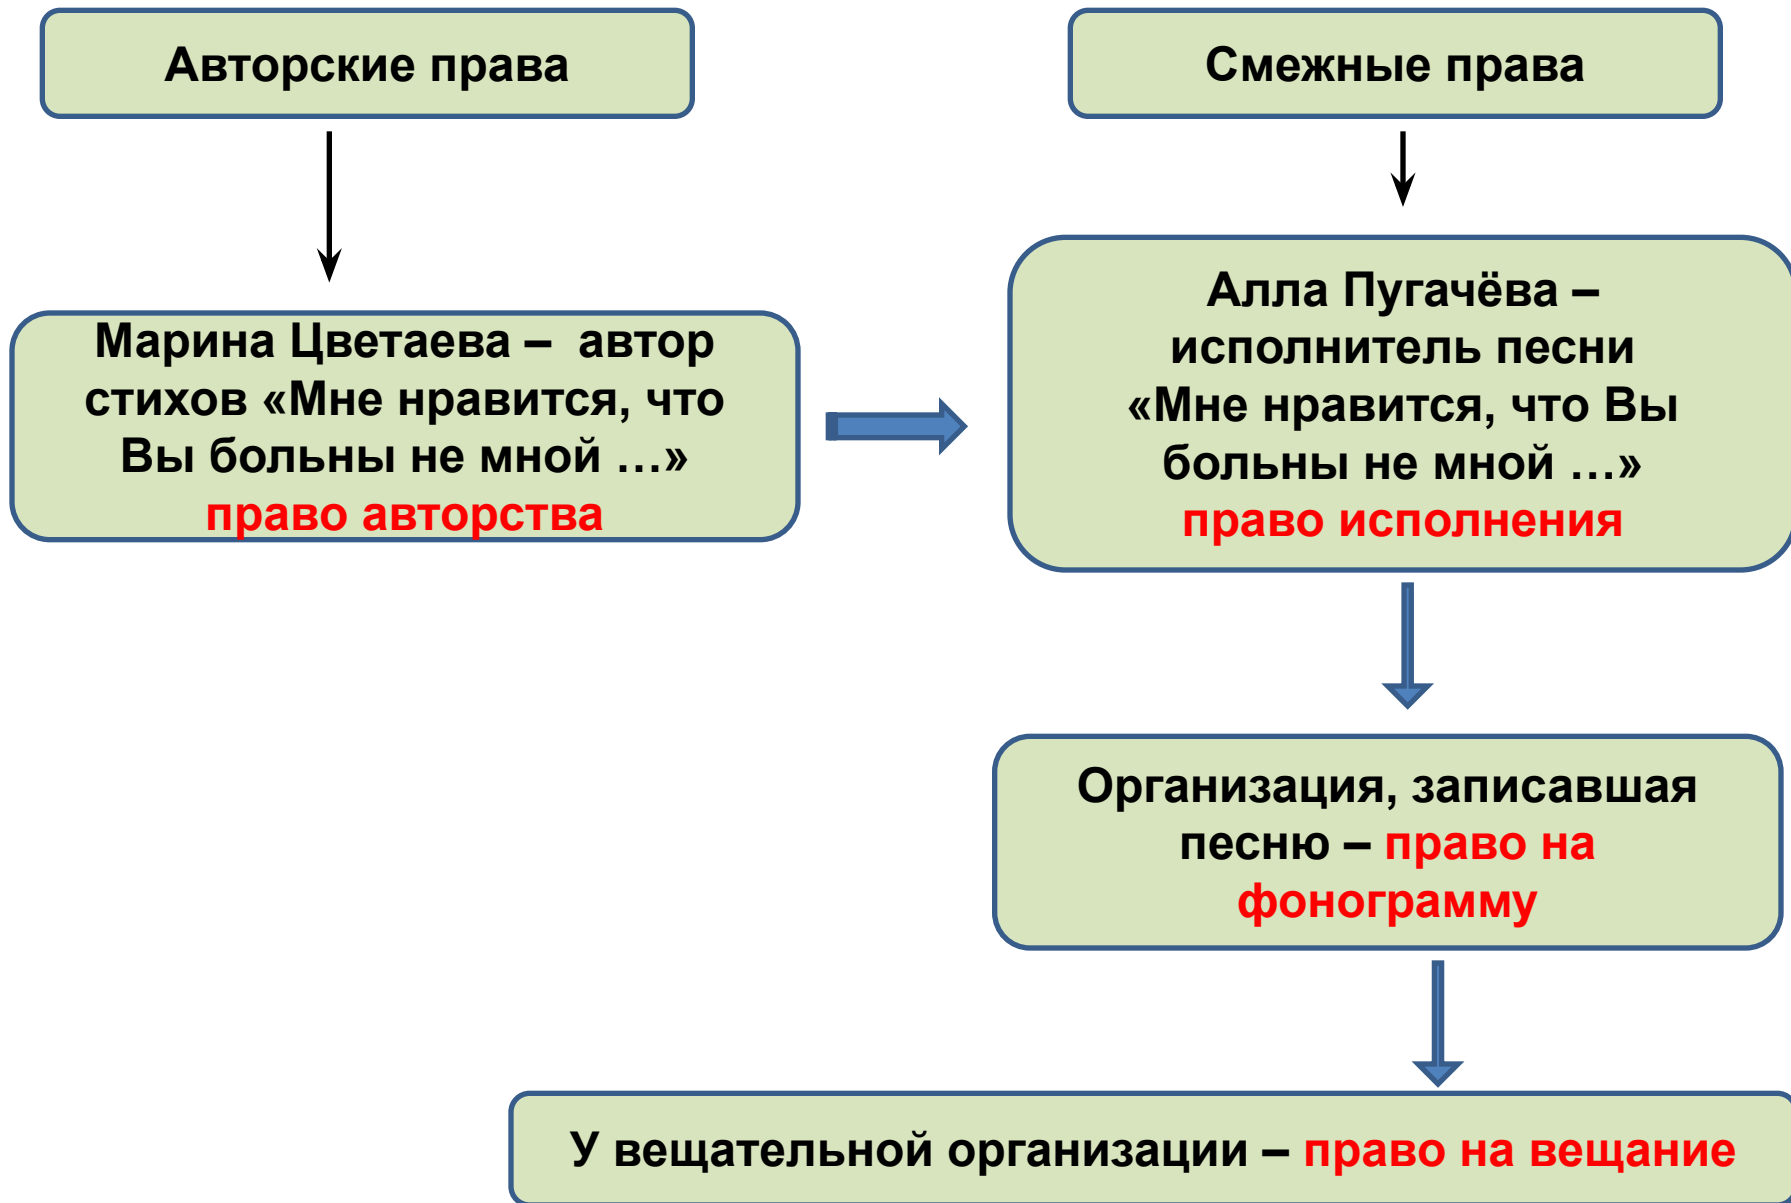 Авторские права
Смежные права
Марина Цветаева – автор
стихов «Мне нравится, что
Вы больны не мной …»
право авторства
Алла Пугачёва –
исполнитель песни
«Мне нравится, что Вы
больны не мной …»
право исполнения
Организация, записавшая
песню – право на
фонограмму
У вещательной организации – право на вещание